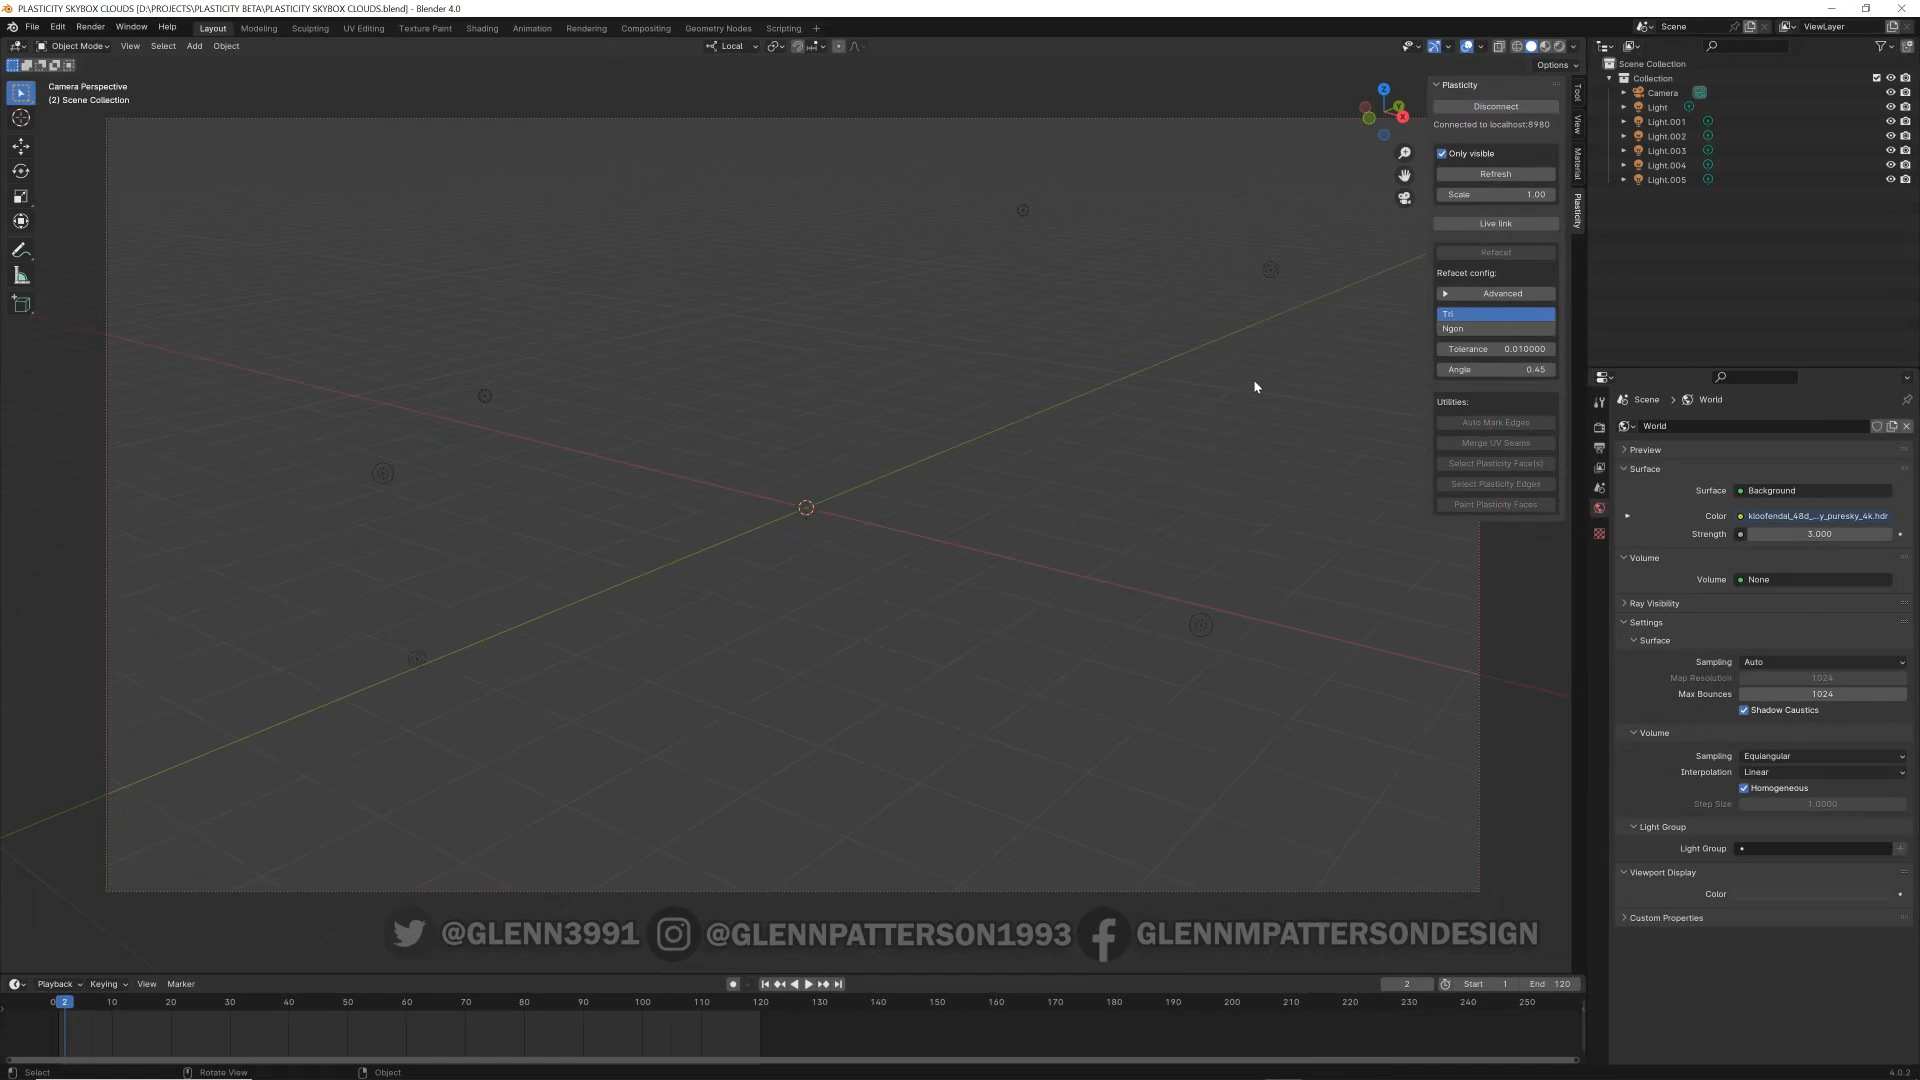 PLASTICITY SKYBOX CLOUDS [D:\PROJECTS\PLASTICITY BETA\PLASTICITY SKYBOX CLOUDS.blend] - Blender 4.0
File Edit Render Window Help Layout Modeling Sculpting UV Editing Texture Paint Shading Animation Rendering Compositing Geometry Nodes Scripting + Scene ViewLayer
Object Mode View Select Add Object Local
Options
Camera Perspective
(2) Scene Collection
Z
Y
X
Plasticity
Disconnect
Connected to localhost:8980
Only visible
Refresh
Scale 1.00
Live link
Refacet
Refacet config:
Advanced
Tri
Ngon
Tolerance 0.010000
Angle 0.45
Utilities:
Auto Mark Edges
Merge UV Seams
Select Plasticity Face(s)
Select Plasticity Edges
Paint Plasticity Faces
Tool
View
Material
Plasticity
Scene Collection
Collection
Camera
Light
Light.001
Light.002
Light.003
Light.004
Light.005
Scene > World
World
Preview
Surface
Surface Background
Color kloofendal_48d_...y_puresky_4k.hdr
Strength 3.000
Volume
Volume None
Ray Visibility
Settings
Surface
Sampling Auto
Map Resolution 1024
Max Bounces 1024
Shadow Caustics
Volume
Sampling Equiangular
Interpolation Linear
Homogeneous
Step Size 1.0000
Light Group
Light Group
Viewport Display
Color
Custom Properties
@GLENN3991 @GLENNPATTERSON1993 GLENNMPATTERSONDESIGN
Playback Keying View Marker 2 Start 1 End 120
0 2 10 20 30 40 50 60 70 80 90 100 110 120 130 140 150 160 170 180 190 200 210 220 230 240 250
Select Rotate View Object 4.0.2